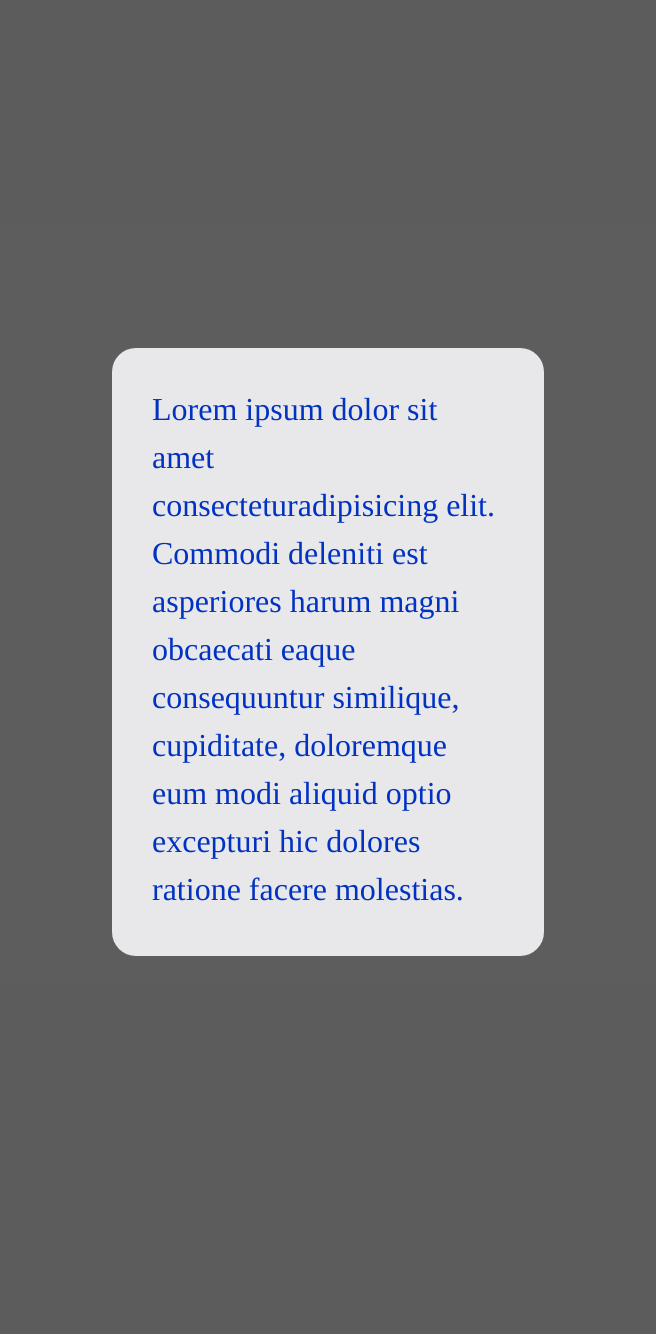 Lorem ipsum dolor sit
amet
consecteturadipisicing elit.
Commodi deleniti est
asperiores harum magni
obcaecati eaque
consequuntur similique,
cupiditate, doloremque
eum modi aliquid optio
excepturi hic dolores
ratione facere molestias.